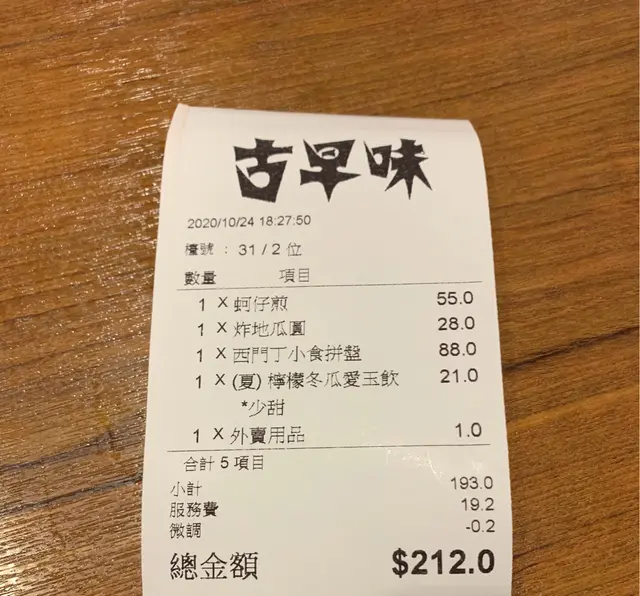 古早味
2020/10/24 18:27:50
檯號 : 31 / 2 位
數量 項目
1 X 蚵仔煎 55.0
1 X 炸地瓜圓 28.0
1 X 西門丁小食拼盤 88.0
1 X (夏) 檸檬冬瓜愛玉飲 21.0
*少甜
1 X 外賣用品 1.0
合計 5 項目
小計 193.0
服務費 19.2
微調 -0.2
總金額 $212.0